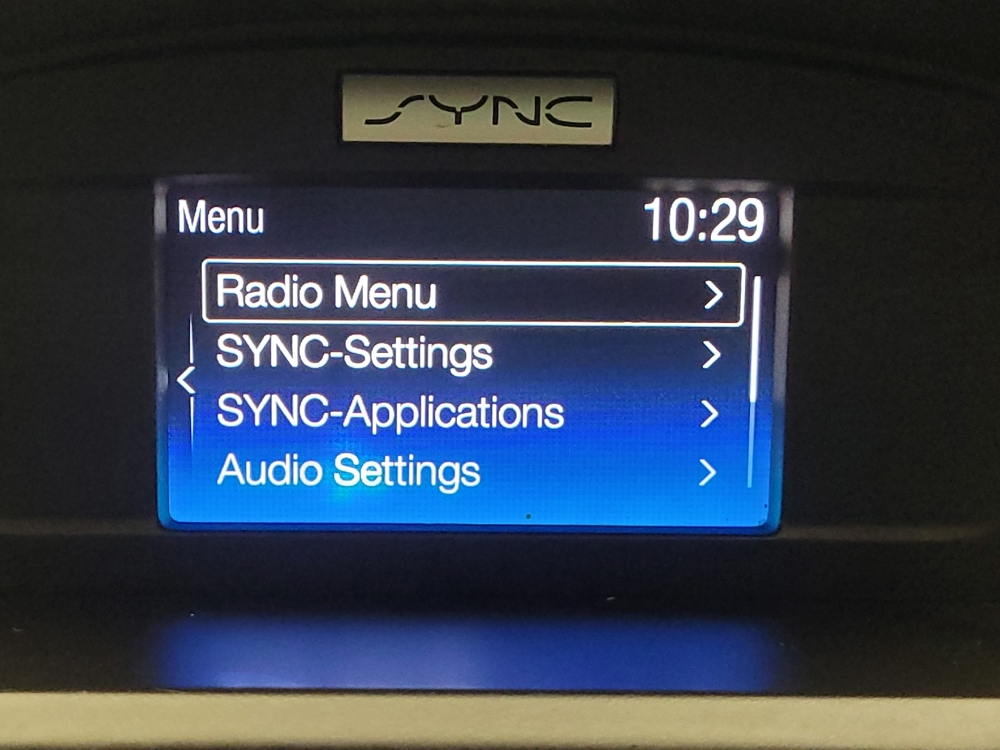 SYNC
Menu 10:29
Radio Menu >
SYNC-Settings >
SYNC-Applications >
Audio Settings >